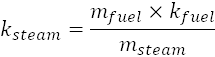 k_steam = (m_fuel × k_fuel) / m_steam